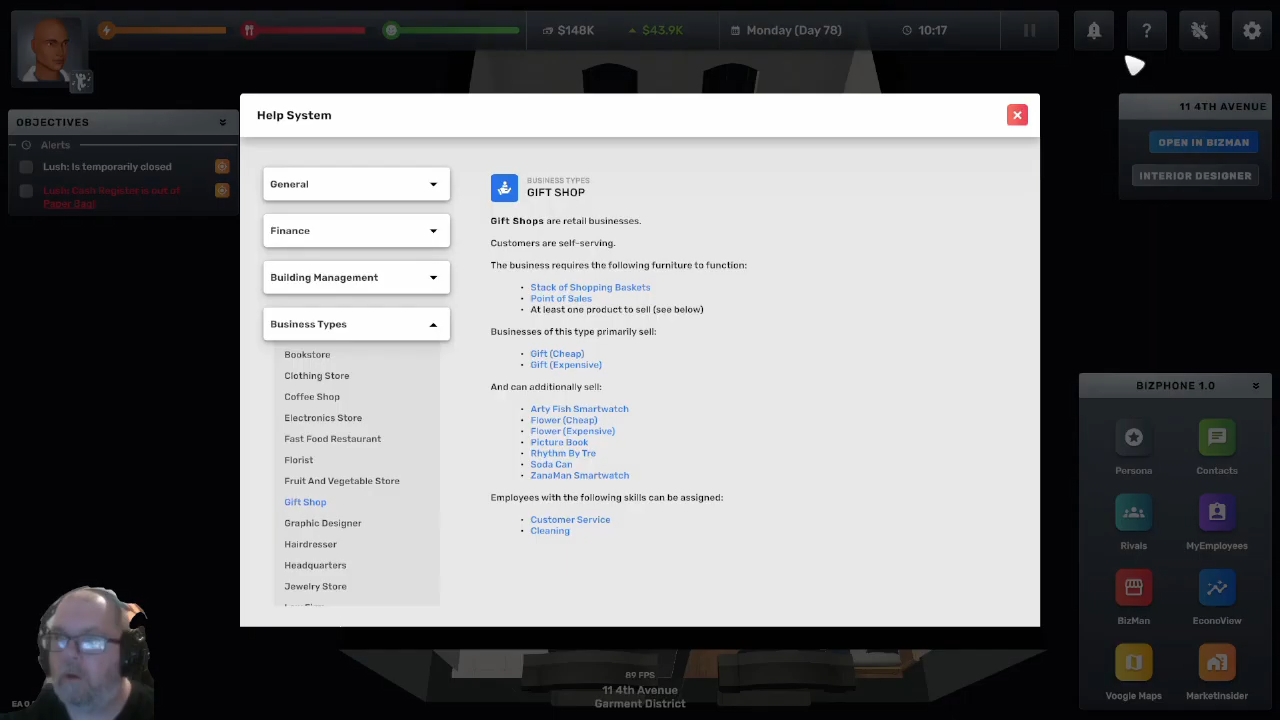 $148K
$43.9K
Monday (Day 78)
10:17
?
OBJECTIVES
Alerts
Lush: Is temporarily closed
Lush: Cash Register is out of
Paper Bag!
Help System
General
Finance
Building Management
Business Types
Bookstore
Clothing Store
Coffee Shop
Electronics Store
Fast Food Restaurant
Florist
Fruit And Vegetable Store
Gift Shop
Graphic Designer
Hairdresser
Headquarters
Jewelry Store
Law Firm
BUSINESS TYPES
GIFT SHOP
Gift Shops are retail businesses.
Customers are self-serving.
The business requires the following furniture to function:
• Stack of Shopping Baskets
• Point of Sales
• At least one product to sell (see below)
Businesses of this type primarily sell:
• Gift (Cheap)
• Gift (Expensive)
And can additionally sell:
• Arty Fish Smartwatch
• Flower (Cheap)
• Flower (Expensive)
• Picture Book
• Rhythm By Tre
• Soda Can
• ZanaMan Smartwatch
Employees with the following skills can be assigned:
• Customer Service
• Cleaning
11 4TH AVENUE
OPEN IN BIZMAN
INTERIOR DESIGNER
BIZPHONE 1.0
Persona
Contacts
Rivals
MyEmployees
BizMan
EconoView
Voogle Maps
MarketInsider
89 FPS
11 4th Avenue
Garment District